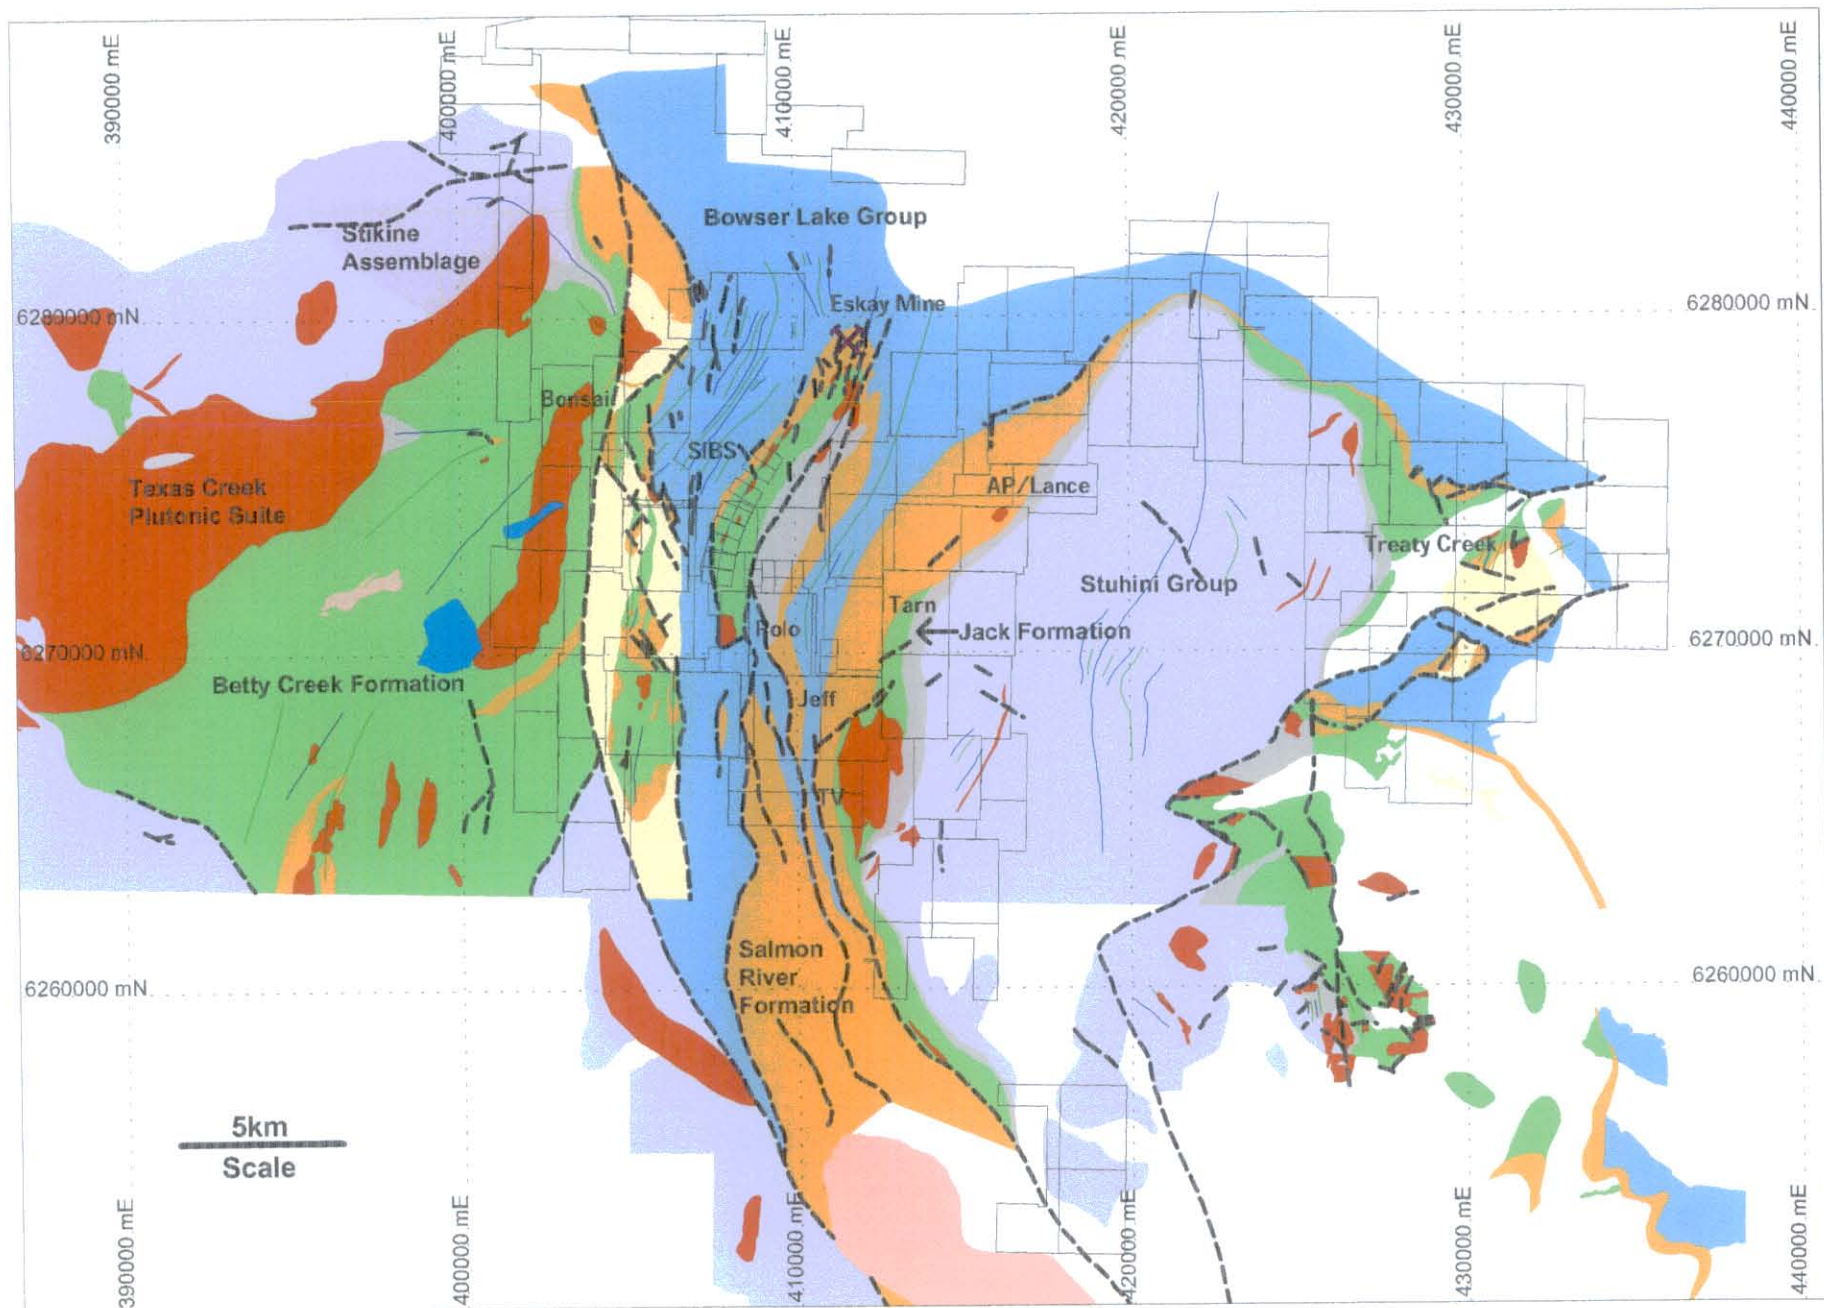 390000 mE
400000 mE
410000 mE
420000 mE
430000 mE
440000 mE
Bowser Lake Group
Stikine
Assemblage
6280000 mN
Eskay Mine
6280000 mN
Bonsai
SIBS
AP/Lance
Texas Creek
Plutonic Suite
Treaty Creek
Stuhini Group
Tarn
Polo
Jack Formation
6270000 mN
6270000 mN
Betty Creek Formation
Jeff
TV
Salmon
River
Formation
6260000 mN
6260000 mN
5km
Scale
390000 mE
400000 mE
410000 mE
420000 mE
430000 mE
440000 mE